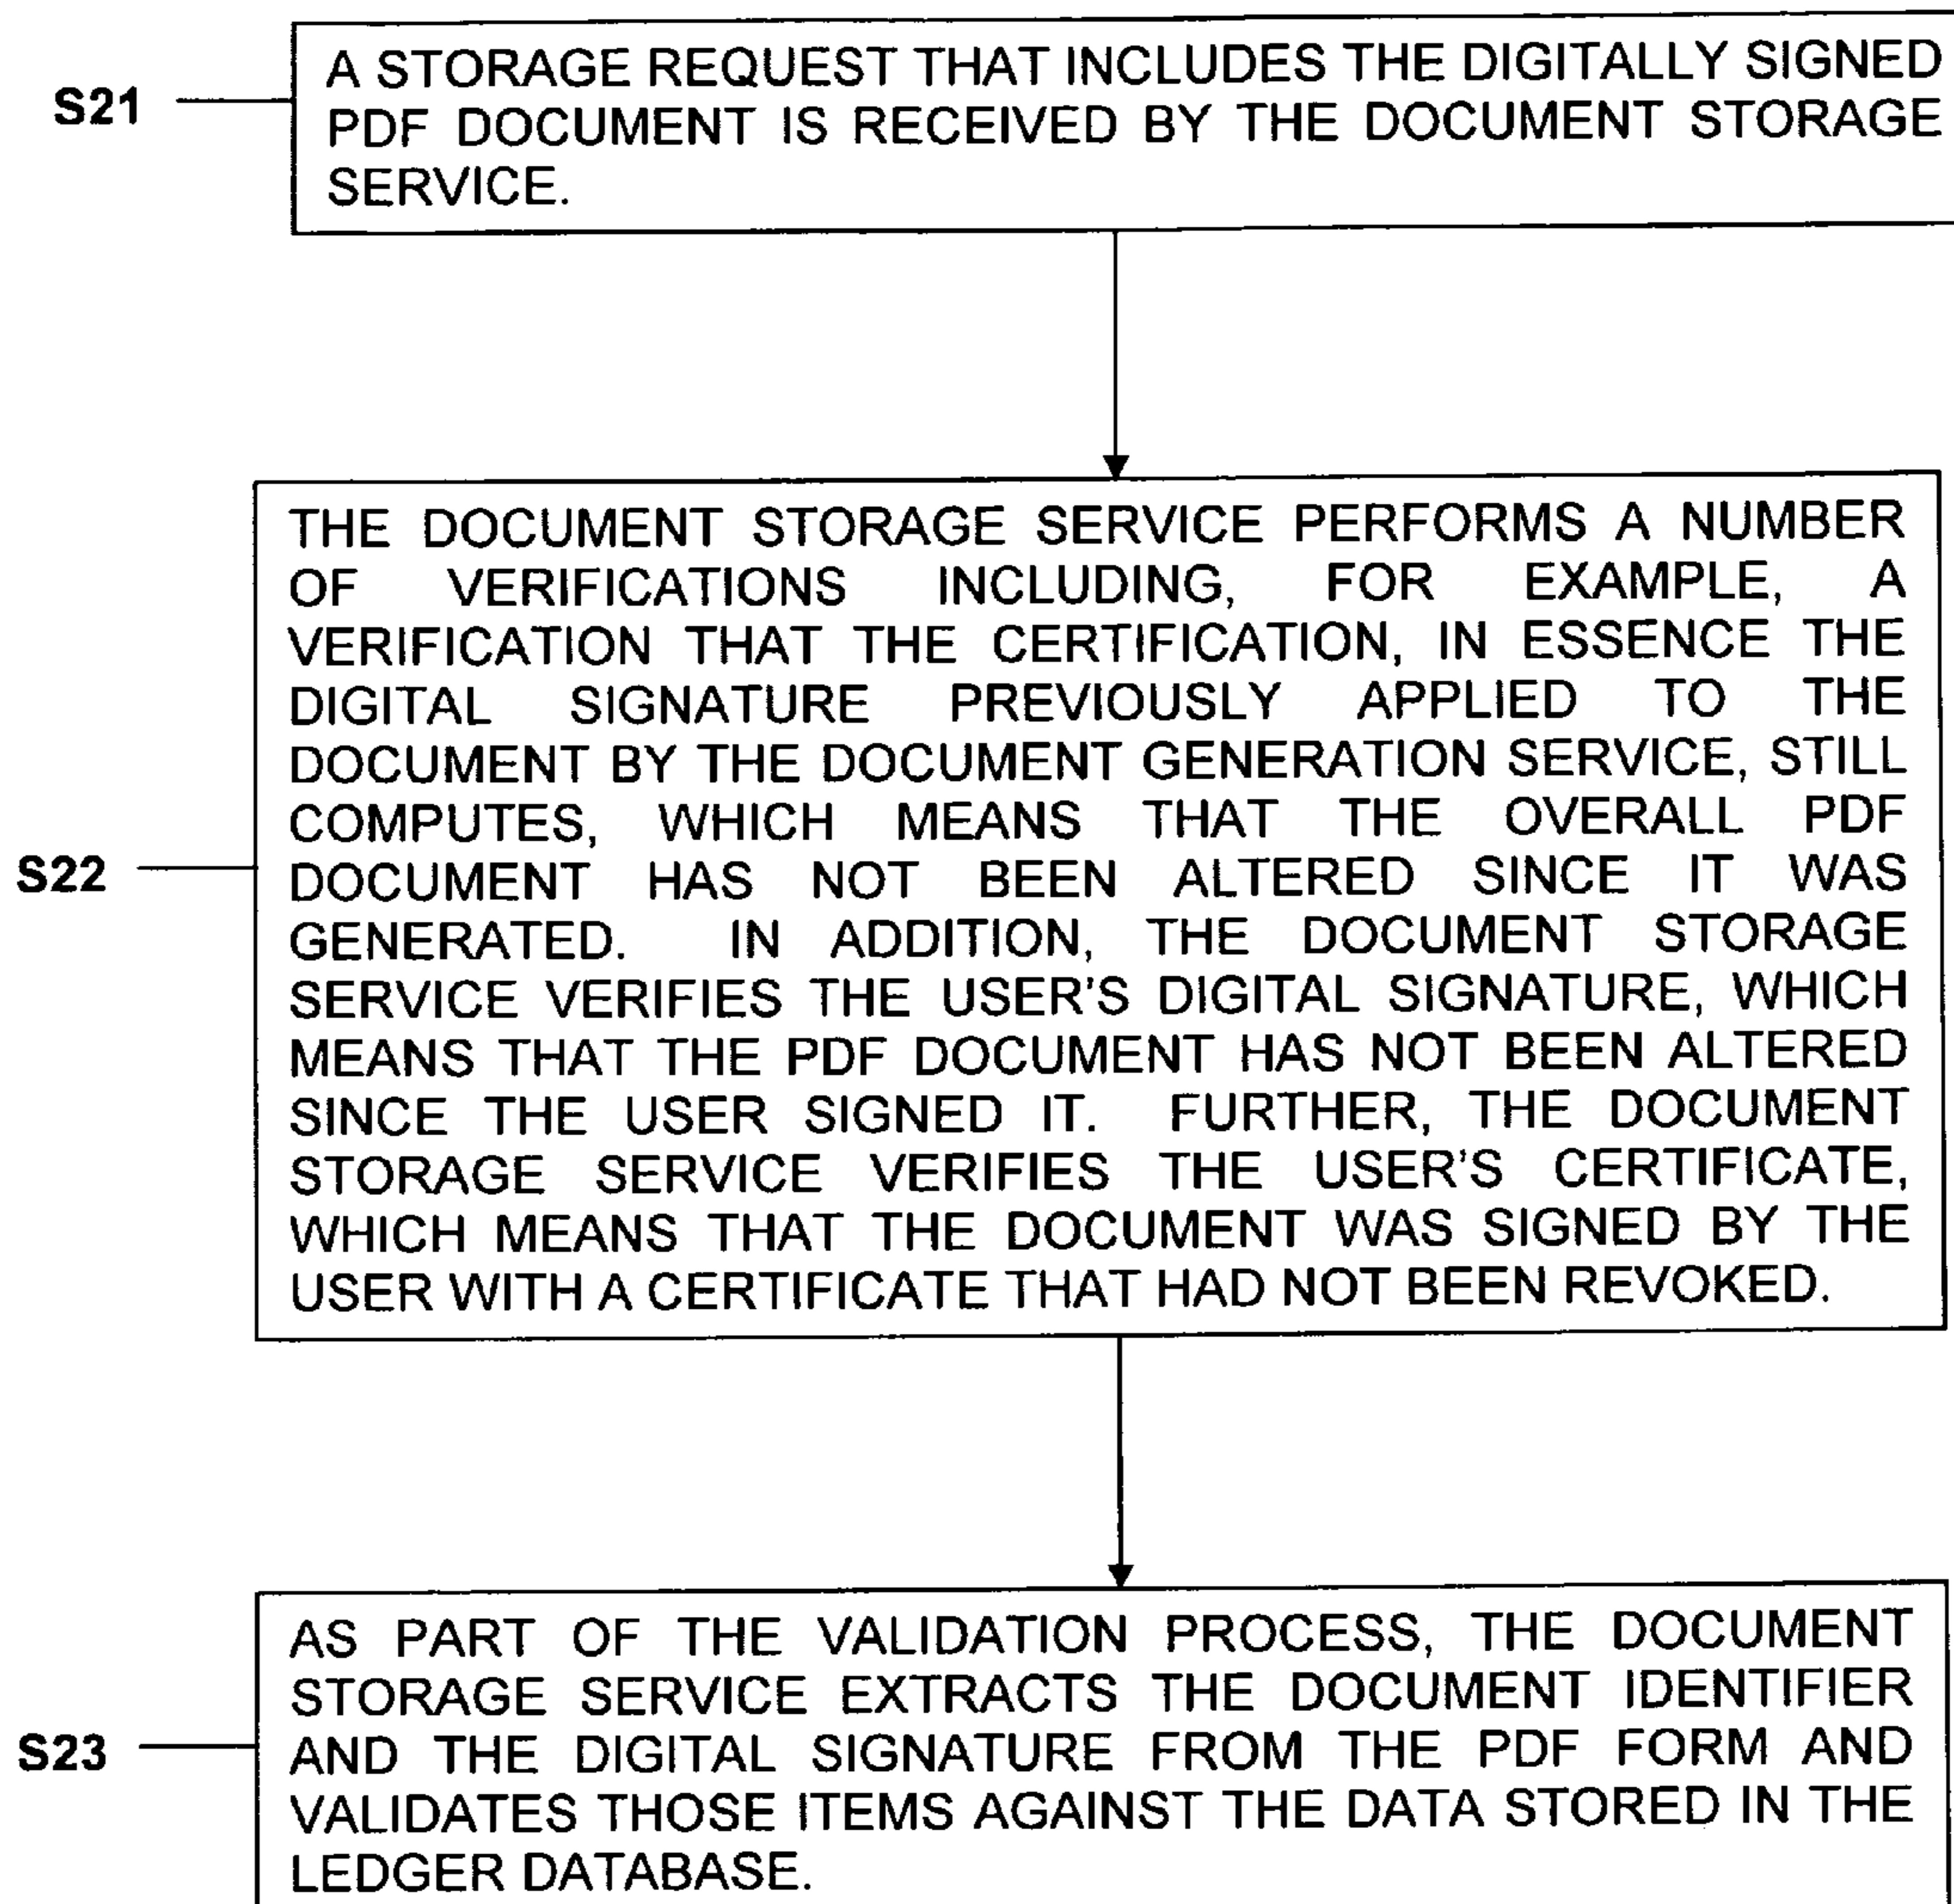 S21
A STORAGE REQUEST THAT INCLUDES THE DIGITALLY SIGNED
PDF DOCUMENT IS RECEIVED BY THE DOCUMENT STORAGE
SERVICE.
S22
THE DOCUMENT STORAGE SERVICE PERFORMS A NUMBER
OF VERIFICATIONS INCLUDING, FOR EXAMPLE, A
VERIFICATION THAT THE CERTIFICATION, IN ESSENCE THE
DIGITAL SIGNATURE PREVIOUSLY APPLIED TO THE
DOCUMENT BY THE DOCUMENT GENERATION SERVICE, STILL
COMPUTES, WHICH MEANS THAT THE OVERALL PDF
DOCUMENT HAS NOT BEEN ALTERED SINCE IT WAS
GENERATED. IN ADDITION, THE DOCUMENT STORAGE
SERVICE VERIFIES THE USER'S DIGITAL SIGNATURE, WHICH
MEANS THAT THE PDF DOCUMENT HAS NOT BEEN ALTERED
SINCE THE USER SIGNED IT. FURTHER, THE DOCUMENT
STORAGE SERVICE VERIFIES THE USER'S CERTIFICATE,
WHICH MEANS THAT THE DOCUMENT WAS SIGNED BY THE
USER WITH A CERTIFICATE THAT HAD NOT BEEN REVOKED.
S23
AS PART OF THE VALIDATION PROCESS, THE DOCUMENT
STORAGE SERVICE EXTRACTS THE DOCUMENT IDENTIFIER
AND THE DIGITAL SIGNATURE FROM THE PDF FORM AND
VALIDATES THOSE ITEMS AGAINST THE DATA STORED IN THE
LEDGER DATABASE.